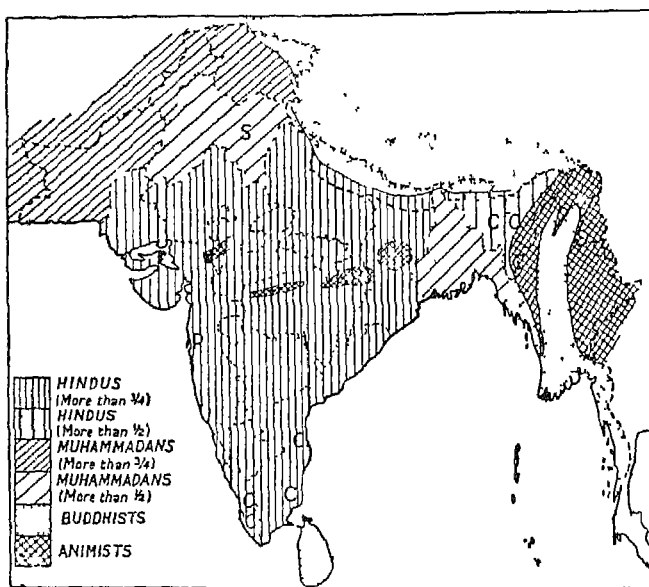 S
C
C
P
C
C
C
C
HINDUS
(More than ¾)
HINDUS
(More than ½)
MUHAMMADANS
(More than ¾)
MUHAMMADANS
(More than ½)
BUDDHISTS
ANIMISTS